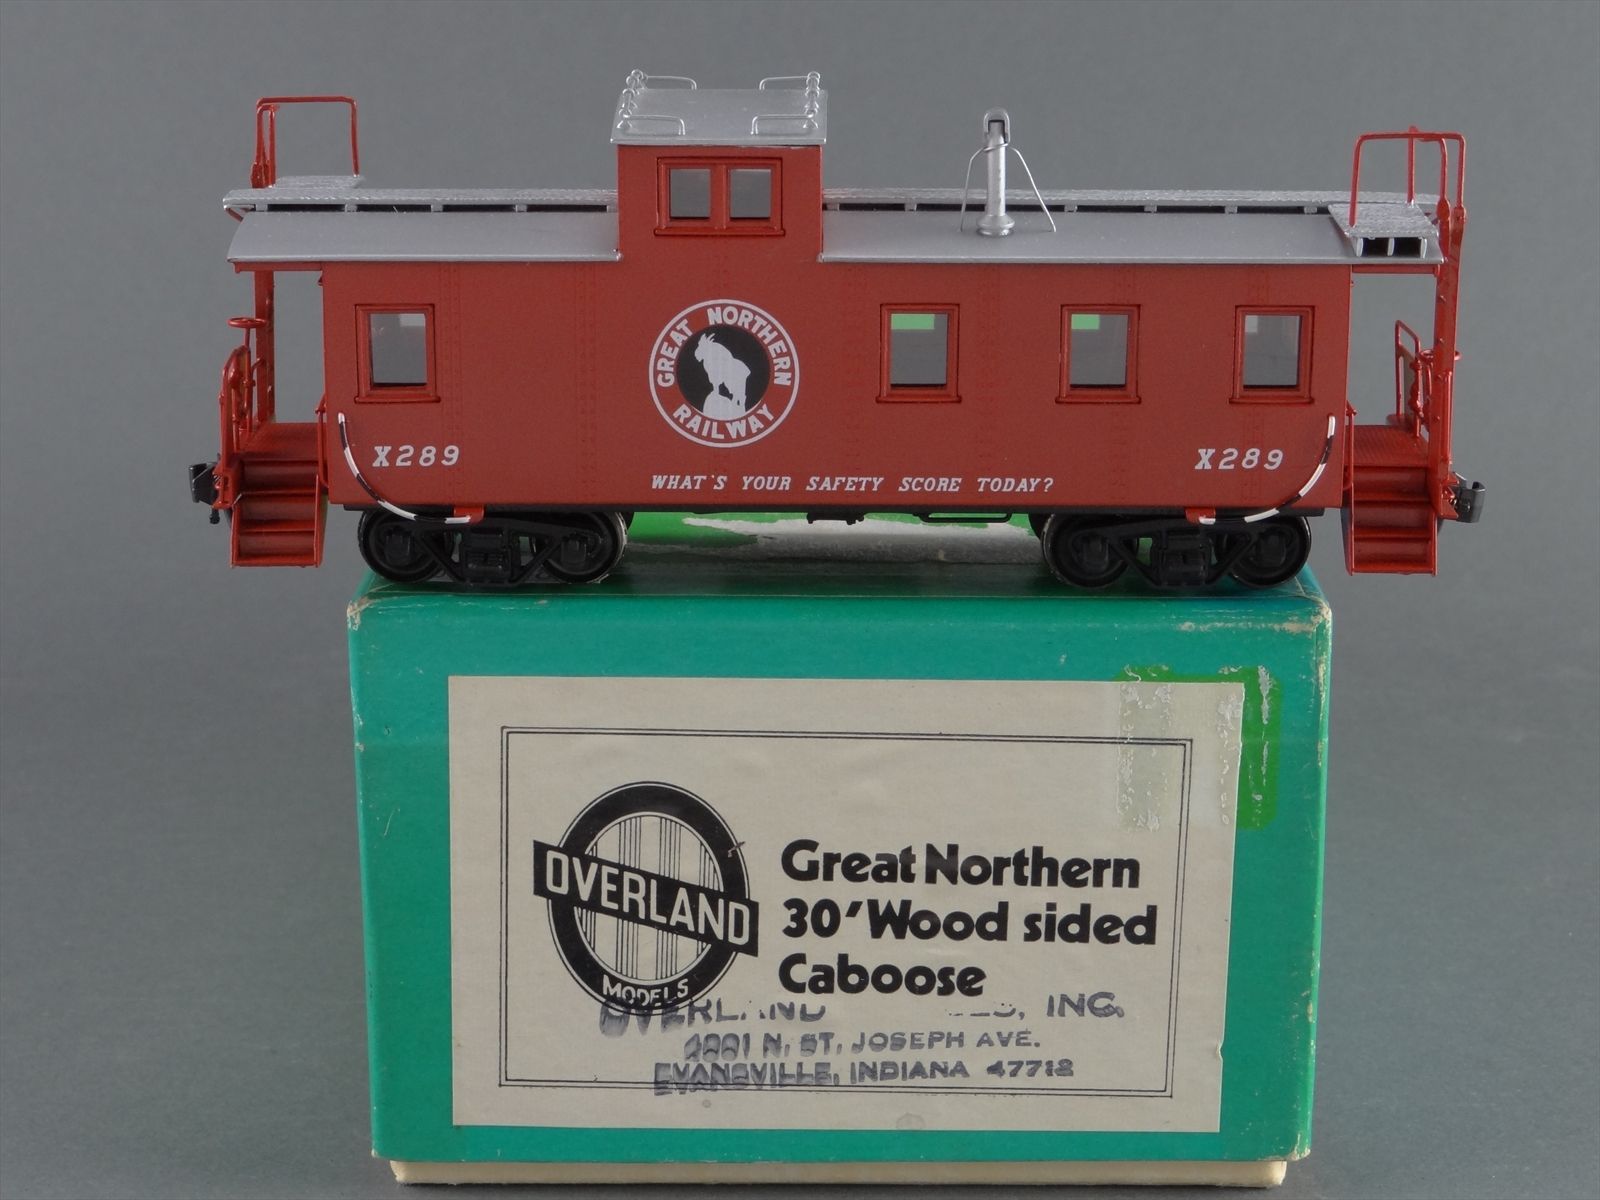 GREAT NORTHERN
RAILWAY
X289
X289
WHAT'S YOUR SAFETY SCORE TODAY?
OVERLAND
MODELS
Great Northern
30' Wood sided
Caboose
OVERLAND INC.
N. ST. JOSEPH AVE.
EVANSVILLE, INDIANA